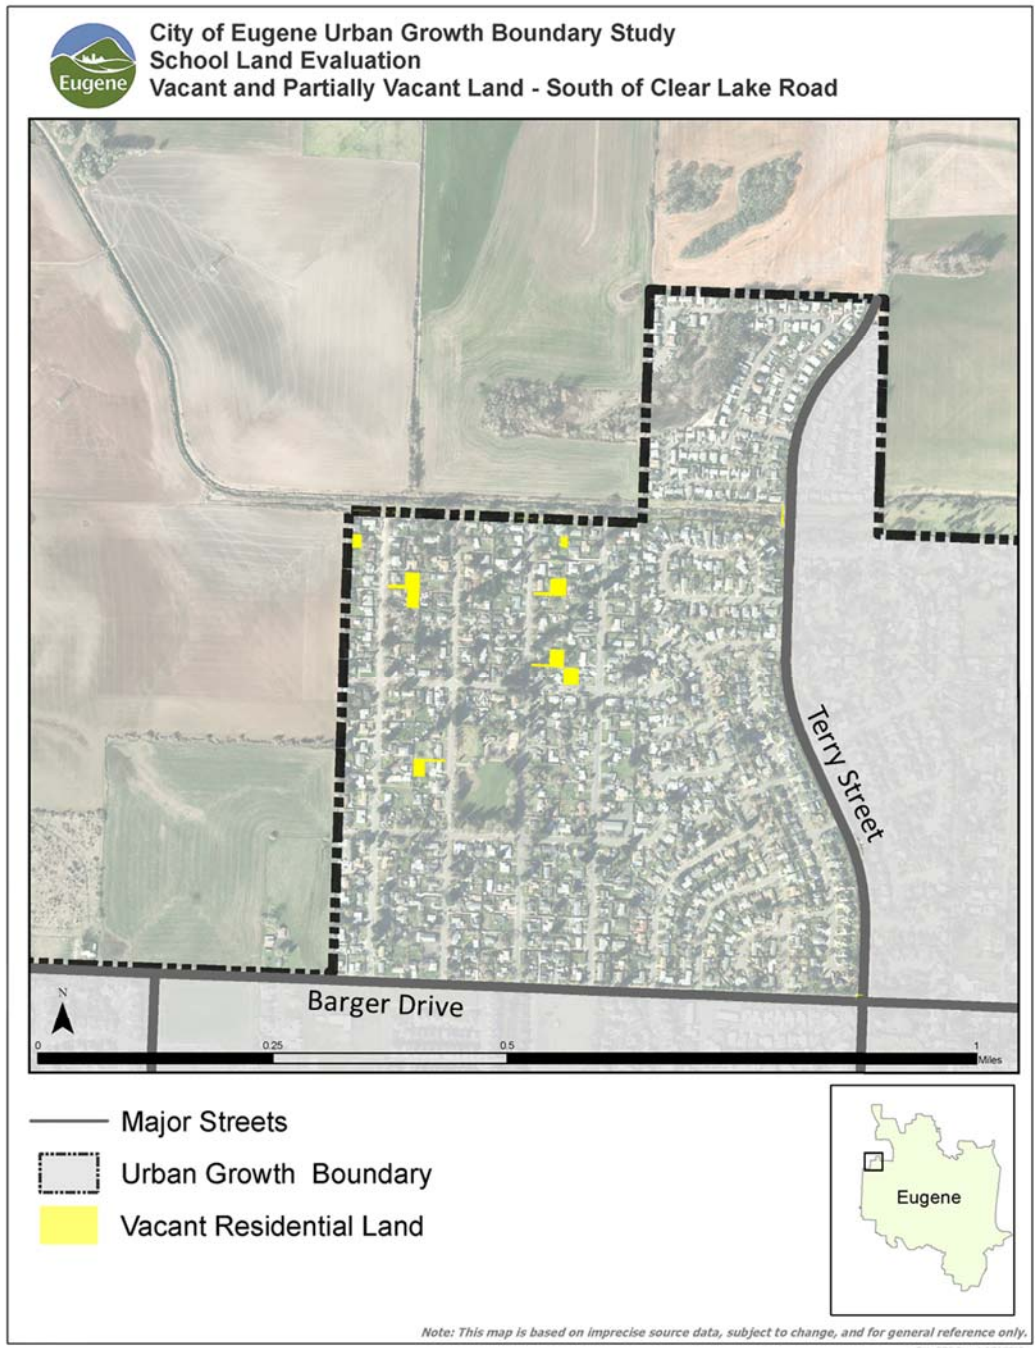 City of Eugene Urban Growth Boundary Study
School Land Evaluation
Vacant and Partially Vacant Land - South of Clear Lake Road
Eugene
Terry Street
Barger Drive
N
0
0.25
0.5
1
Miles
Major Streets
Urban Growth  Boundary
Vacant Residential Land
Eugene
Note: This map is based on imprecise source data, subject to change, and for general reference only.